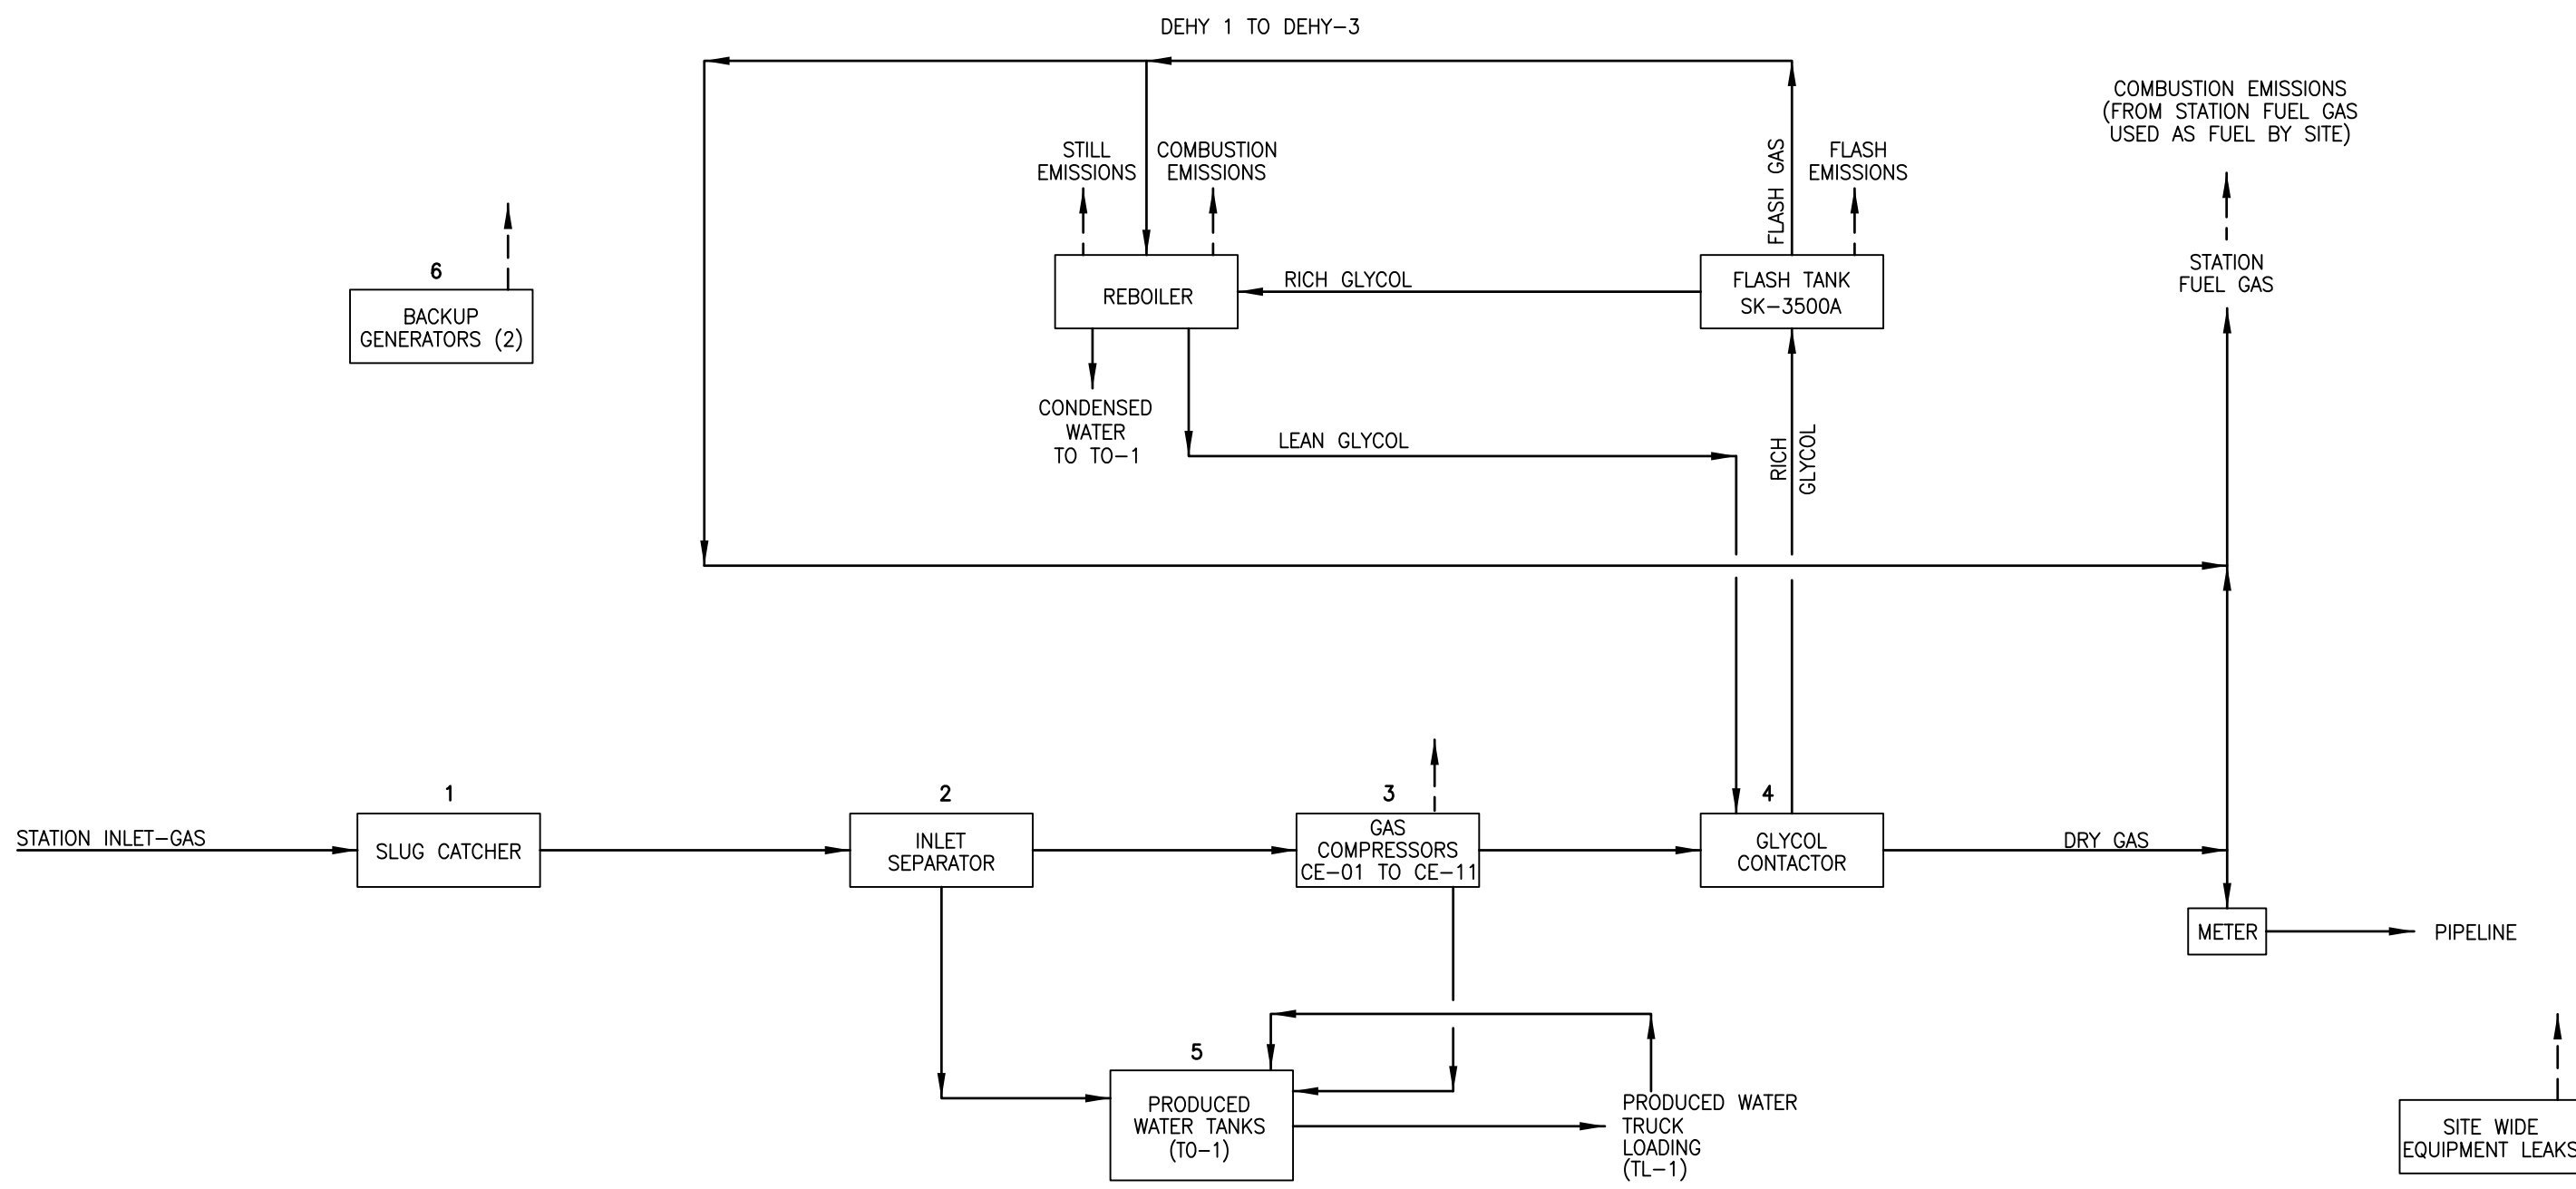 DEHY 1 TO DEHY-3
COMBUSTION EMISSIONS
(FROM STATION FUEL GAS
USED AS FUEL BY SITE)
STILL
EMISSIONS
COMBUSTION
EMISSIONS
FLASH GAS
FLASH
EMISSIONS
6
BACKUP
GENERATORS (2)
REBOILER
RICH GLYCOL
FLASH TANK
SK-3500A
STATION
FUEL GAS
CONDENSED
WATER
TO TO-1
LEAN GLYCOL
RICH
GLYCOL
1
2
3
4
STATION INLET-GAS
SLUG CATCHER
INLET
SEPARATOR
GAS
COMPRESSORS
CE-01 TO CE-11
GLYCOL
CONTACTOR
DRY GAS
METER
PIPELINE
5
PRODUCED
WATER TANKS
(TO-1)
PRODUCED WATER
TRUCK
LOADING
(TL-1)
SITE WIDE
EQUIPMENT LEAKS